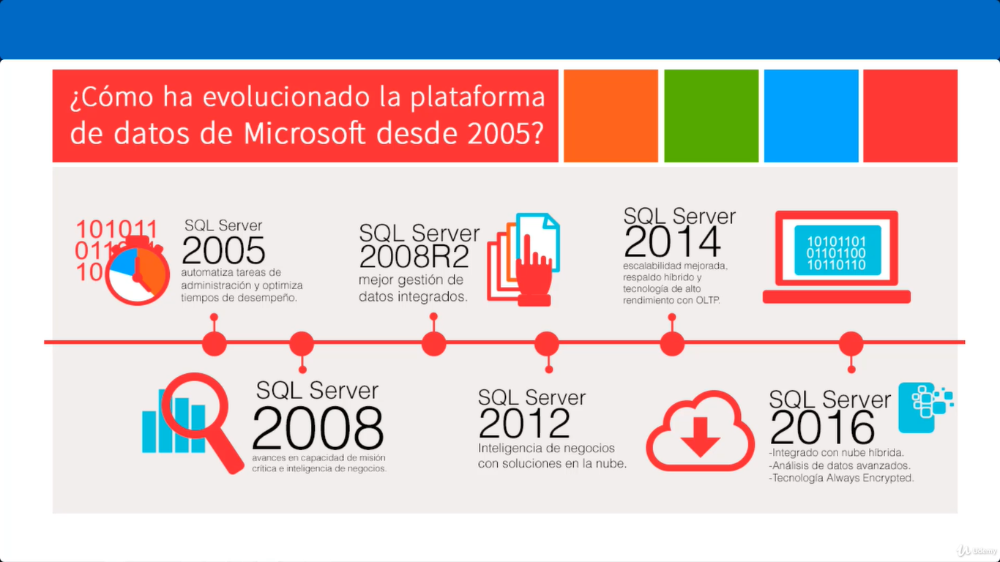 ¿Cómo ha evolucionado la plataforma
de datos de Microsoft desde 2005?
101011
011
10
SQL Server
2005
automatiza tareas de
administración y optimiza
tiempos de desempeño.
SQL Server
2008R2
mejor gestión de
datos integrados.
SQL Server
2014
escalabilidad mejorada,
respaldo híbrido y
tecnología de alto
rendimiento con OLTP.
10101101
01101100
10110110
SQL Server
2008
avances en capacidad de misión
crítica e inteligencia de negocios.
SQL Server
2012
Inteligencia de negocios
con soluciones en la nube.
SQL Server
2016
-Integrado con nube híbrida.
-Análisis de datos avanzados.
-Tecnología Always Encrypted.
Udemy